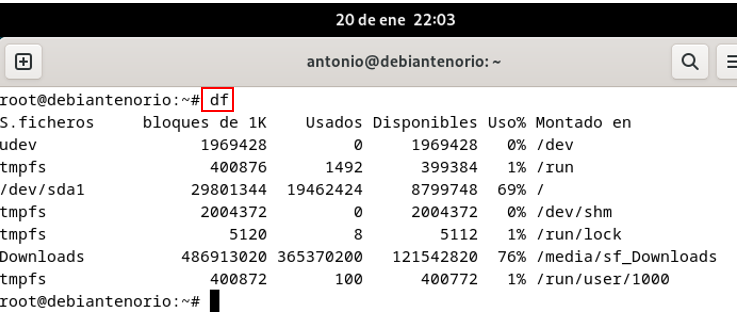 20 de ene 22:03
antonio@debiantenorio: ~
root@debiantenorio:~# df
S.ficheros     bloques de 1K    Usados Disponibles Uso% Montado en
udev                 1969428         0     1969428   0% /dev
tmpfs                 400876      1492      399384   1% /run
/dev/sda1           29801344  19462424     8799748  69% /
tmpfs                2004372         0     2004372   0% /dev/shm
tmpfs                   5120         8        5112   1% /run/lock
Downloads          486913020 365370200   121542820  76% /media/sf_Downloads
tmpfs                 400872       100      400772   1% /run/user/1000
root@debiantenorio:~#